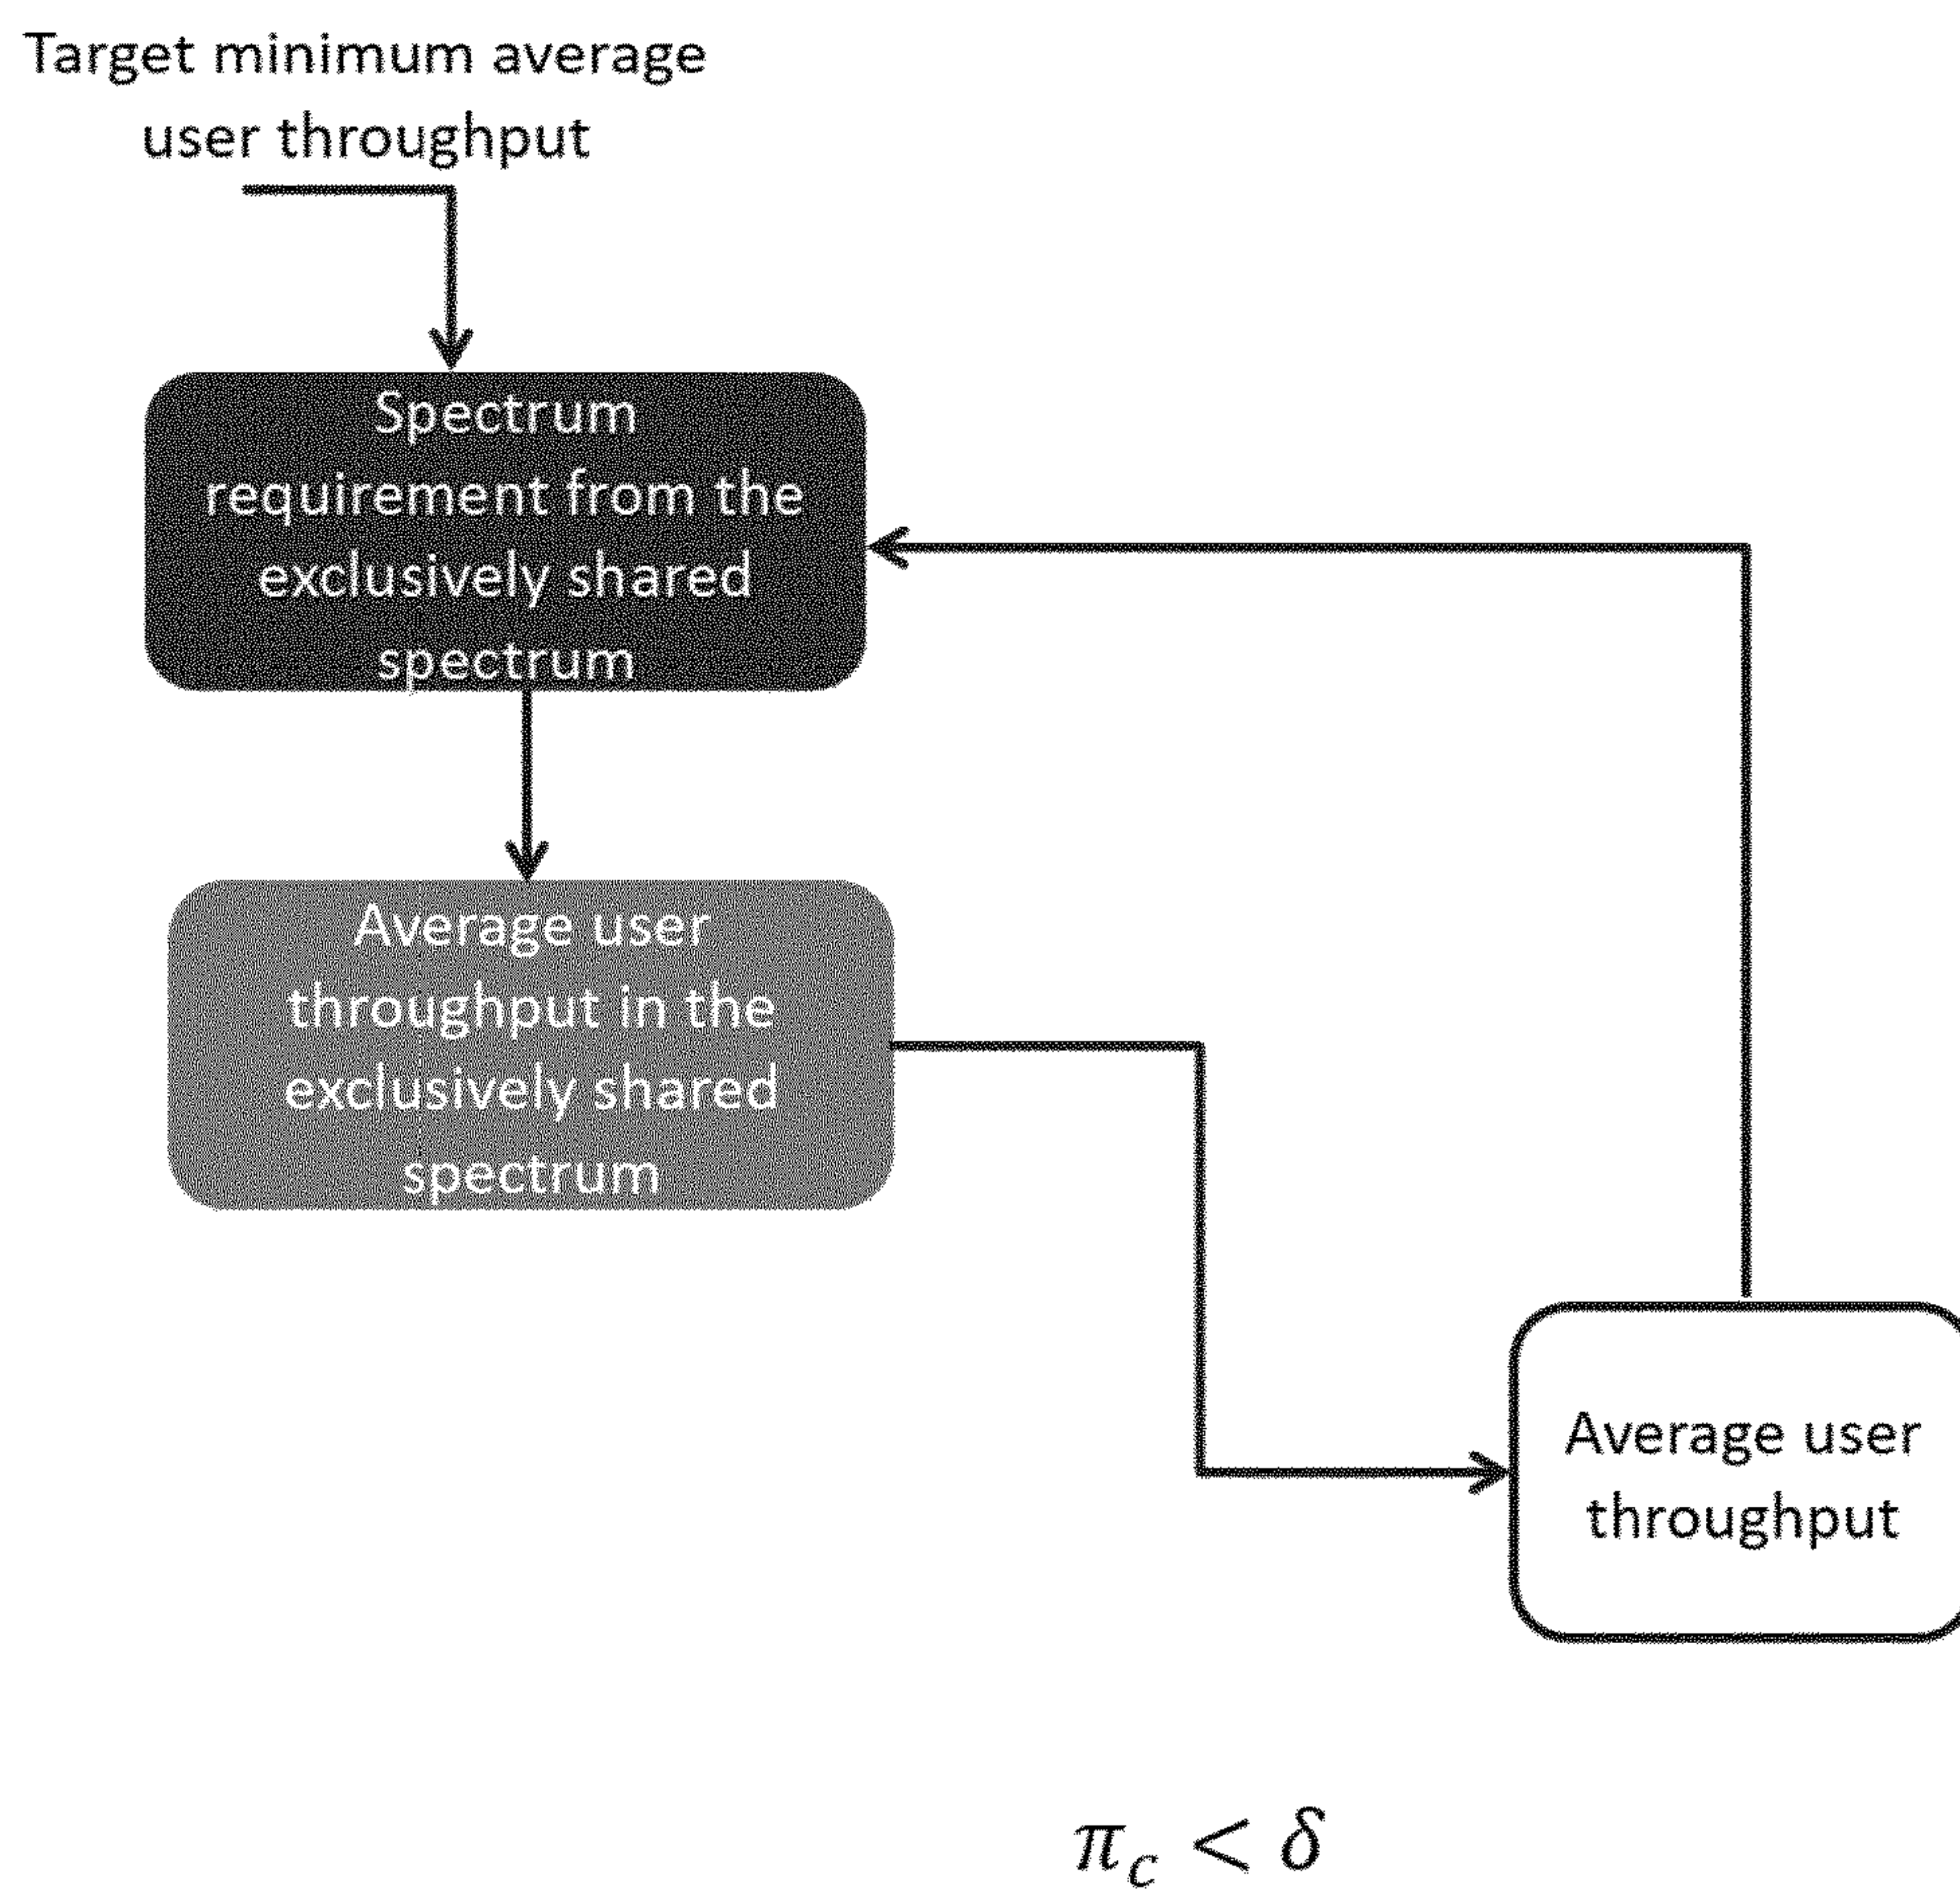 Target minimum average
user throughput
Spectrum
requirement from the
exclusively shared
spectrum
Average user
throughput in the
exclusively shared
spectrum
Average user
throughput
π_c < δ